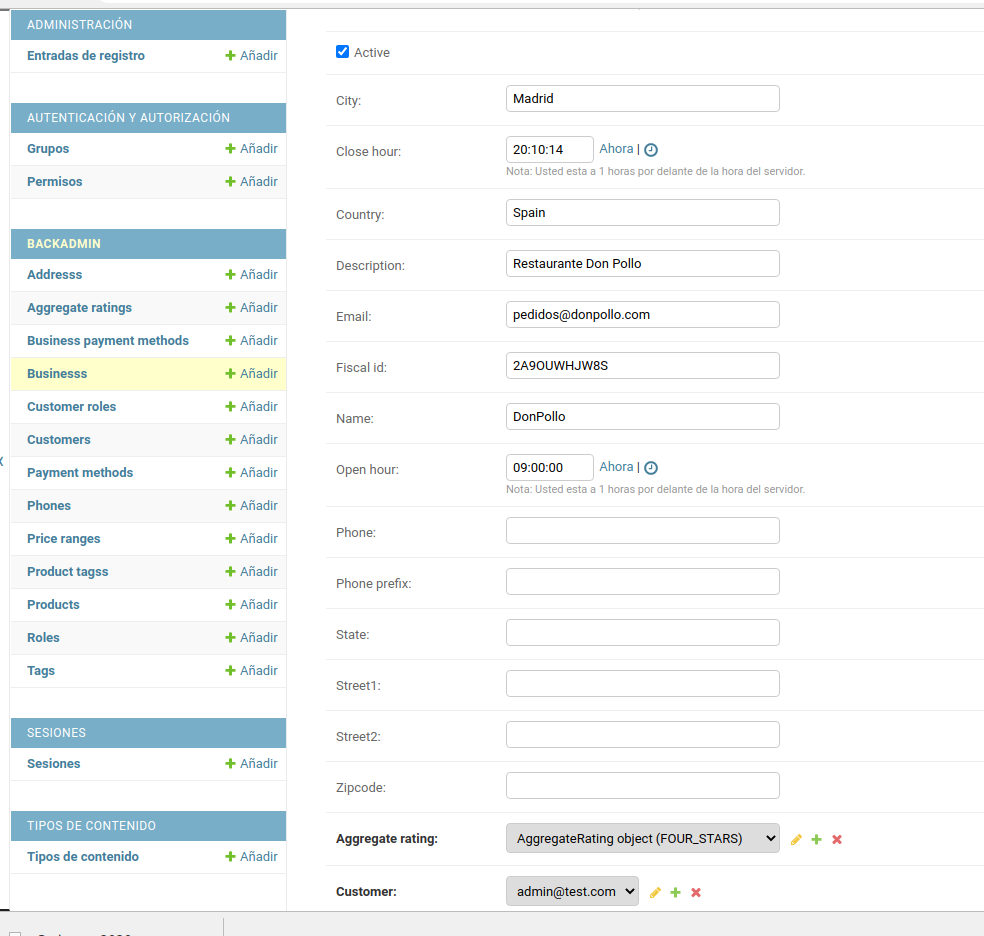 ADMINISTRACIÓN
Entradas de registro Añadir
AUTENTICACIÓN Y AUTORIZACIÓN
Grupos Añadir
Permisos Añadir
BACKADMIN
Addresss Añadir
Aggregate ratings Añadir
Business payment methods Añadir
Businesss Añadir
Customer roles Añadir
Customers Añadir
Payment methods Añadir
Phones Añadir
Price ranges Añadir
Product tagss Añadir
Products Añadir
Roles Añadir
Tags Añadir
SESIONES
Sesiones Añadir
TIPOS DE CONTENIDO
Tipos de contenido Añadir
Active
City: Madrid
Close hour: 20:10:14 Ahora |
Nota: Usted esta a 1 horas por delante de la hora del servidor.
Country: Spain
Description: Restaurante Don Pollo
Email: pedidos@donpollo.com
Fiscal id: 2A9OUWHJW8S
Name: DonPollo
Open hour: 09:00:00 Ahora |
Nota: Usted esta a 1 horas por delante de la hora del servidor.
Phone:
Phone prefix:
State:
Street1:
Street2:
Zipcode:
Aggregate rating: AggregateRating object (FOUR_STARS)
Customer: admin@test.com